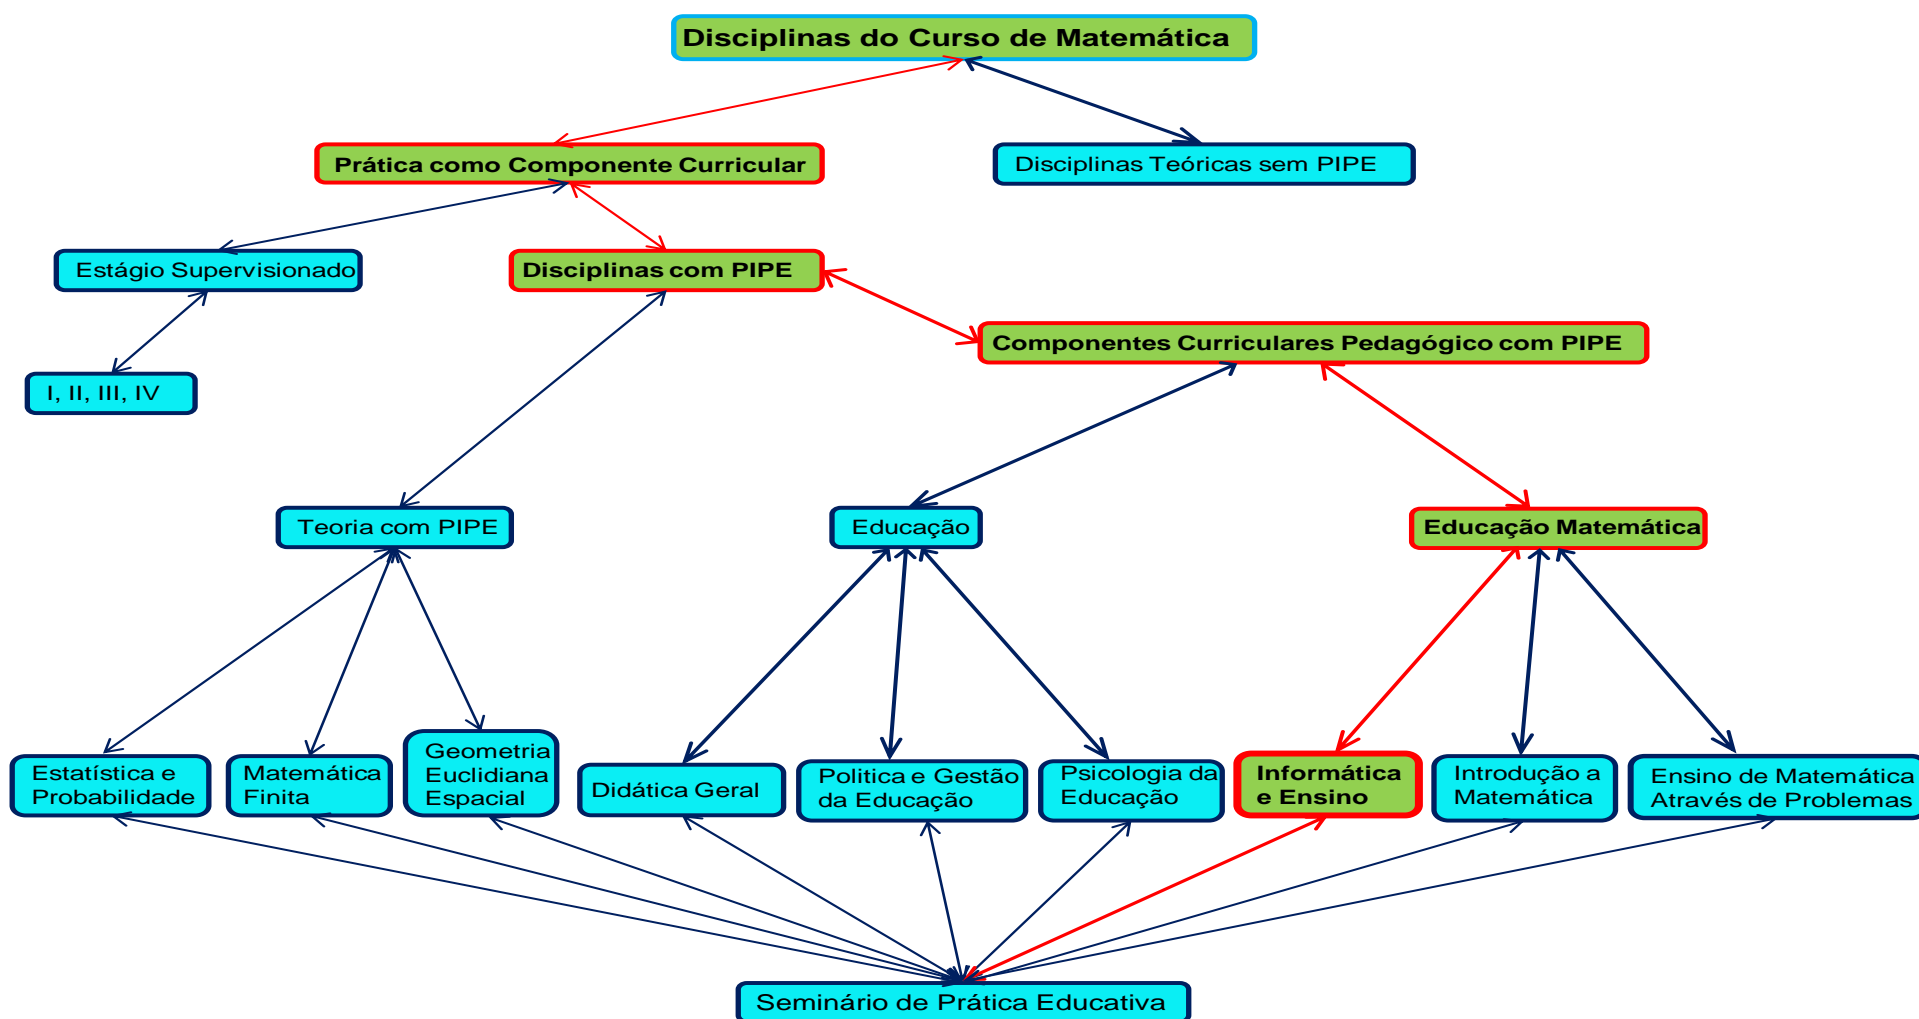 Disciplinas do Curso de Matemática
Prática como Componente Curricular
Disciplinas Teóricas sem PIPE
Estágio Supervisionado
Disciplinas com PIPE
Componentes Curriculares Pedagógico com PIPE
I, II, III, IV
Teoria com PIPE
Educação
Educação Matemática
Estatística e
Probabilidade
Matemática
Finita
Geometria
Euclidiana
Espacial
Didática Geral
Politica e Gestão
da Educação
Psicologia da
Educação
Informática
e Ensino
Introdução a
Matemática
Ensino de Matemática
Através de Problemas
Seminário de Prática Educativa